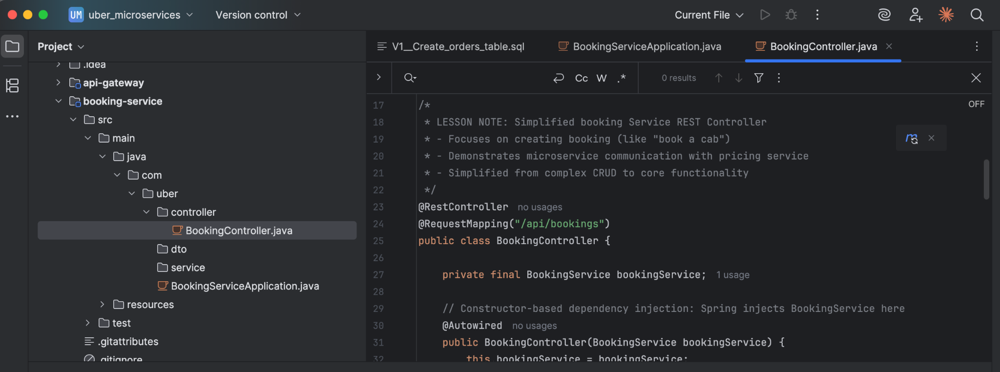 UM uber_microservices Version control Current File
Project
.idea
api-gateway
booking-service
src
main
java
com
uber
controller
BookingController.java
dto
service
BookingServiceApplication.java
resources
test
.gitattributes
.gitignore
V1__Create_orders_table.sql BookingServiceApplication.java BookingController.java
Cc W .* 0 results
OFF
17 /*
18 * LESSON NOTE: Simplified booking Service REST Controller
19 * - Focuses on creating booking (like "book a cab")
20 * - Demonstrates microservice communication with pricing service
21 * - Simplified from complex CRUD to core functionality
22 */
23 @RestController no usages
24 @RequestMapping("/api/bookings")
25 public class BookingController {
26
27 private final BookingService bookingService; 1 usage
28
29 // Constructor-based dependency injection: Spring injects BookingService here
30 @Autowired no usages
31 public BookingController(BookingService bookingService) {
32 this.bookingService = bookingService;
m